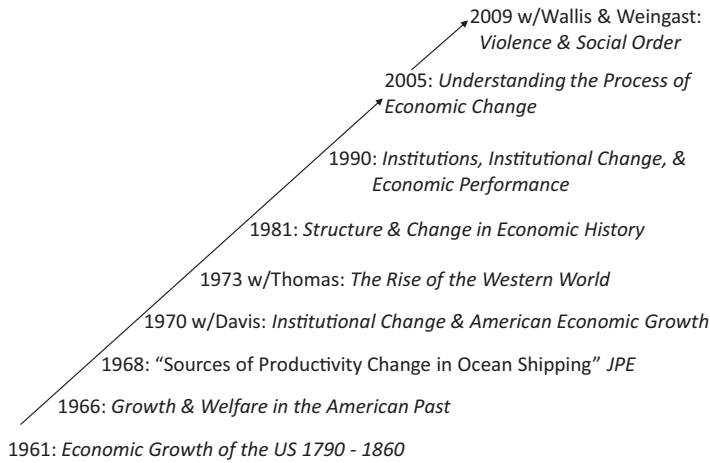 2009 w/Wallis & Weingast:
Violence & Social Order
2005: Understanding the Process of
Economic Change
1990: Institutions, Institutional Change, &
Economic Performance
1981: Structure & Change in Economic History
1973 w/Thomas: The Rise of the Western World
1970 w/Davis: Institutional Change & American Economic Growth
1968: “Sources of Productivity Change in Ocean Shipping” JPE
1966: Growth & Welfare in the American Past
1961: Economic Growth of the US 1790 - 1860